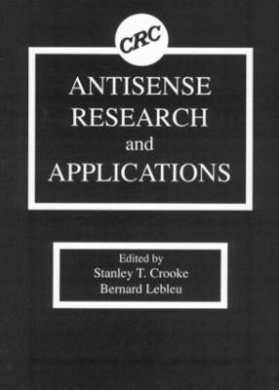 CRC
ANTISENSE
RESEARCH
and
APPLICATIONS
Edited by
Stanley T. Crooke
Bernard Lebleu